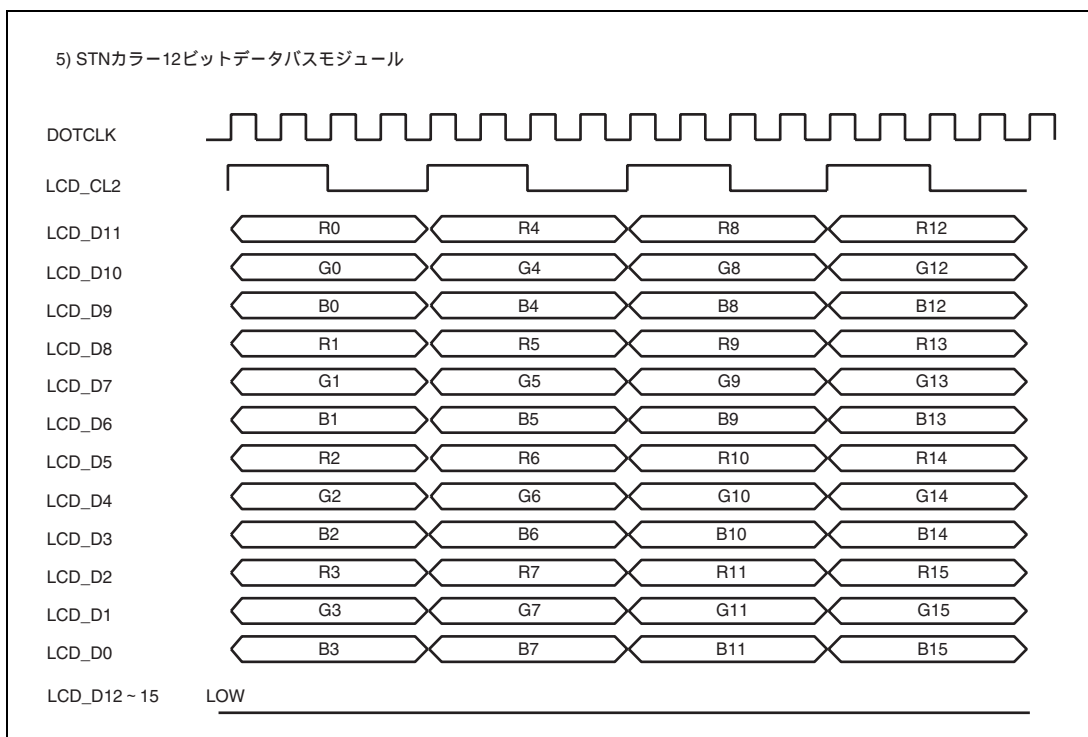 5) STNカラー12ビットデータバスモジュール
DOTCLK
LCD_CL2
LCD_D11 R0 R4 R8 R12
LCD_D10 G0 G4 G8 G12
LCD_D9 B0 B4 B8 B12
LCD_D8 R1 R5 R9 R13
LCD_D7 G1 G5 G9 G13
LCD_D6 B1 B5 B9 B13
LCD_D5 R2 R6 R10 R14
LCD_D4 G2 G6 G10 G14
LCD_D3 B2 B6 B10 B14
LCD_D2 R3 R7 R11 R15
LCD_D1 G3 G7 G11 G15
LCD_D0 B3 B7 B11 B15
LCD_D12~15 LOW